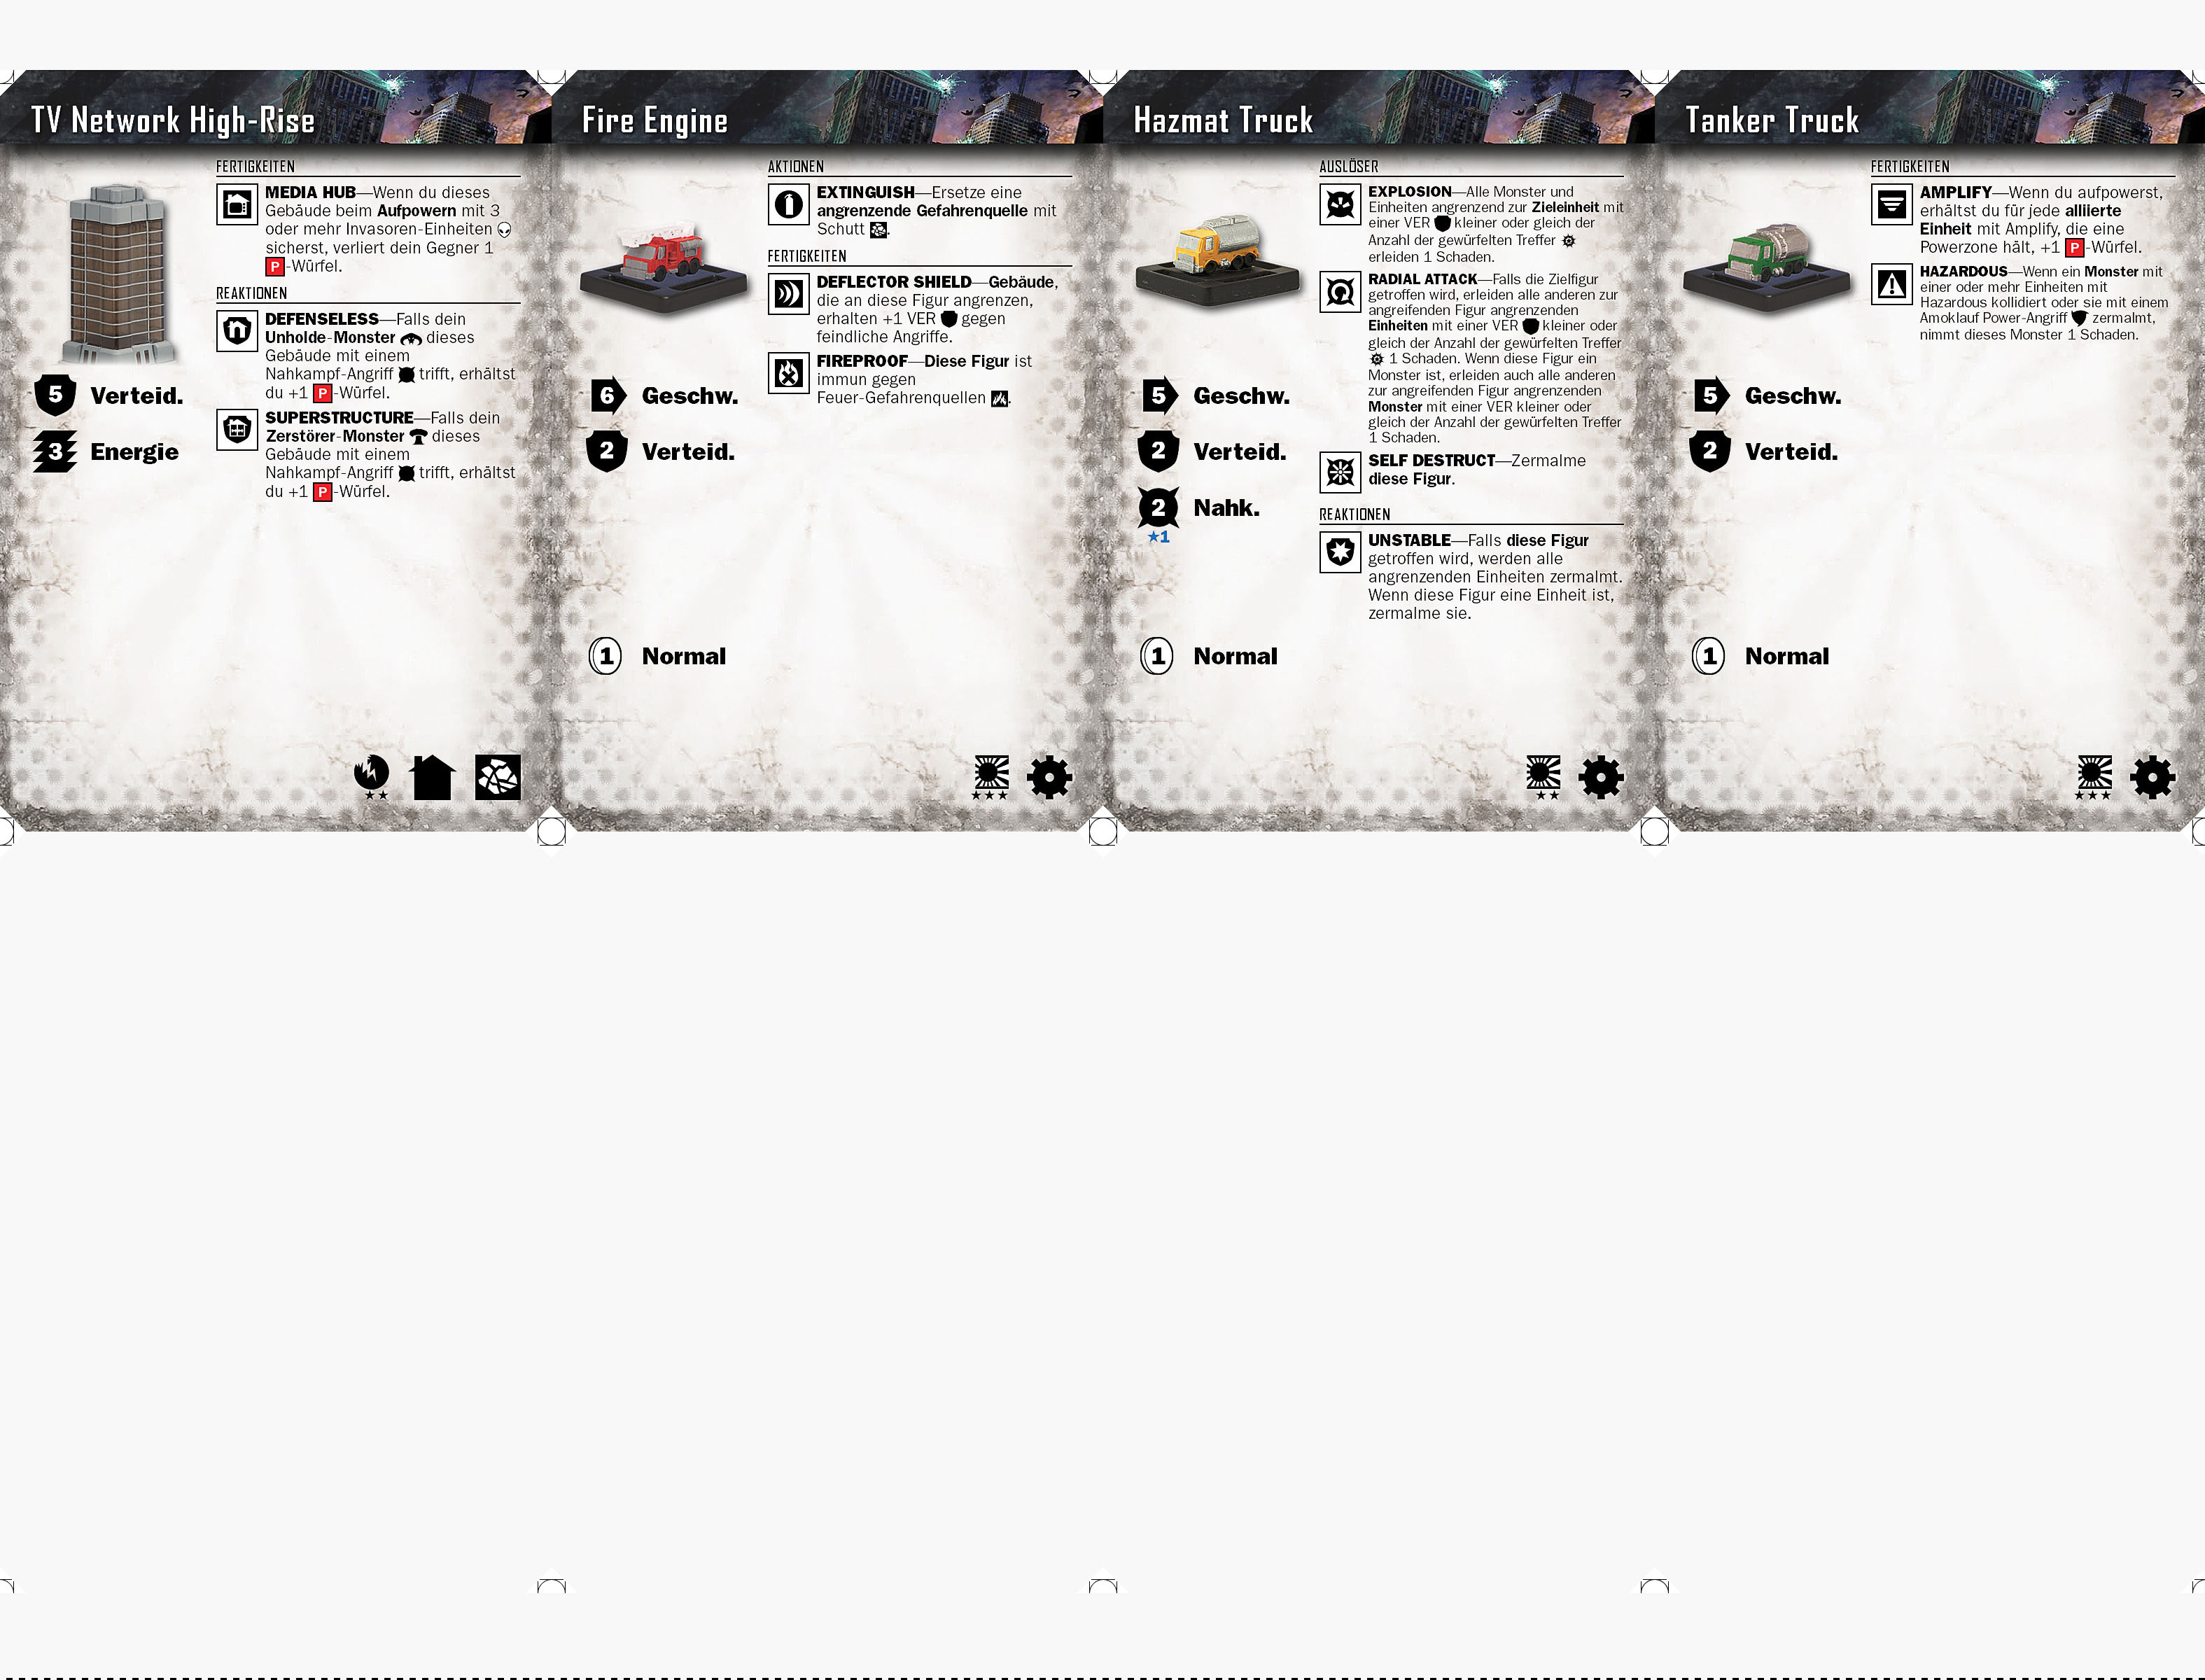 TV Network High-Rise
FERTIGKEITEN
MEDIA HUB—Wenn du dieses
Gebäude beim Aufpowern mit 3
oder mehr Invasoren-Einheiten
sicherst, verliert dein Gegner 1
P-Würfel.
REAKTIONEN
DEFENSELESS—Falls dein
Unholde-Monster dieses
Gebäude mit einem
Nahkampf-Angriff trifft, erhältst
du +1 P-Würfel.
SUPERSTRUCTURE—Falls dein
Zerstörer-Monster dieses
Gebäude mit einem
Nahkampf-Angriff trifft, erhältst
du +1 P-Würfel.
5 Verteid.
3 Energie
★★
Fire Engine
AKTIONEN
EXTINGUISH—Ersetze eine
angrenzende Gefahrenquelle mit
Schutt .
FERTIGKEITEN
DEFLECTOR SHIELD—Gebäude,
die an diese Figur angrenzen,
erhalten +1 VER gegen
feindliche Angriffe.
FIREPROOF—Diese Figur ist
immun gegen
Feuer-Gefahrenquellen .
6 Geschw.
2 Verteid.
1 Normal
★★★
Hazmat Truck
AUSLÖSER
EXPLOSION—Alle Monster und
Einheiten angrenzend zur Zieleinheit mit
einer VER kleiner oder gleich der
Anzahl der gewürfelten Treffer
erleiden 1 Schaden.
RADIAL ATTACK—Falls die Zielfigur
getroffen wird, erleiden alle anderen zur
angreifenden Figur angrenzenden
Einheiten mit einer VER kleiner oder
gleich der Anzahl der gewürfelten Treffer
1 Schaden. Wenn diese Figur ein
Monster ist, erleiden auch alle anderen
zur angreifenden Figur angrenzenden
Monster mit einer VER kleiner oder
gleich der Anzahl der gewürfelten Treffer
1 Schaden.
SELF DESTRUCT—Zermalme
diese Figur.
REAKTIONEN
UNSTABLE—Falls diese Figur
getroffen wird, werden alle
angrenzenden Einheiten zermalmt.
Wenn diese Figur eine Einheit ist,
zermalme sie.
5 Geschw.
2 Verteid.
2 Nahk.
★1
1 Normal
★★
Tanker Truck
FERTIGKEITEN
AMPLIFY—Wenn du aufpowerst,
erhältst du für jede alliierte
Einheit mit Amplify, die eine
Powerzone hält, +1 P-Würfel.
HAZARDOUS—Wenn ein Monster mit
einer oder mehr Einheiten mit
Hazardous kollidiert oder sie mit einem
Amoklauf Power-Angriff zermalmt,
nimmt dieses Monster 1 Schaden.
5 Geschw.
2 Verteid.
1 Normal
★★★